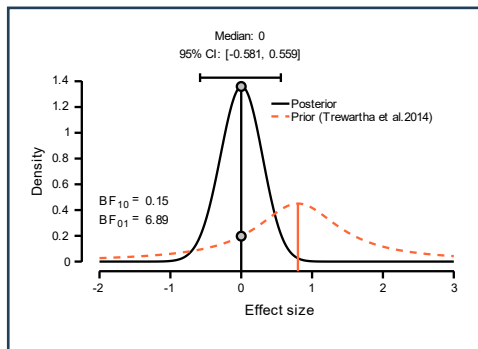 Median: 0
95% CI: [-0.581, 0.559]
1.4
1.2
1
0.8
0.6
0.4
0.2
0
Density
Posterior
Prior (Trewartha et al.2014)
BF10 = 0.15
BF01 = 6.89
-2 -1 0 1 2 3
Effect size